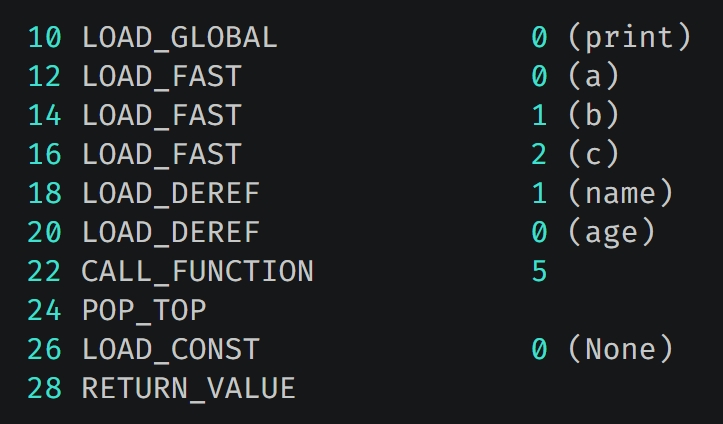 10 LOAD_GLOBAL 0 (print)
12 LOAD_FAST 0 (a)
14 LOAD_FAST 1 (b)
16 LOAD_FAST 2 (c)
18 LOAD_DEREF 1 (name)
20 LOAD_DEREF 0 (age)
22 CALL_FUNCTION 5
24 POP_TOP
26 LOAD_CONST 0 (None)
28 RETURN_VALUE